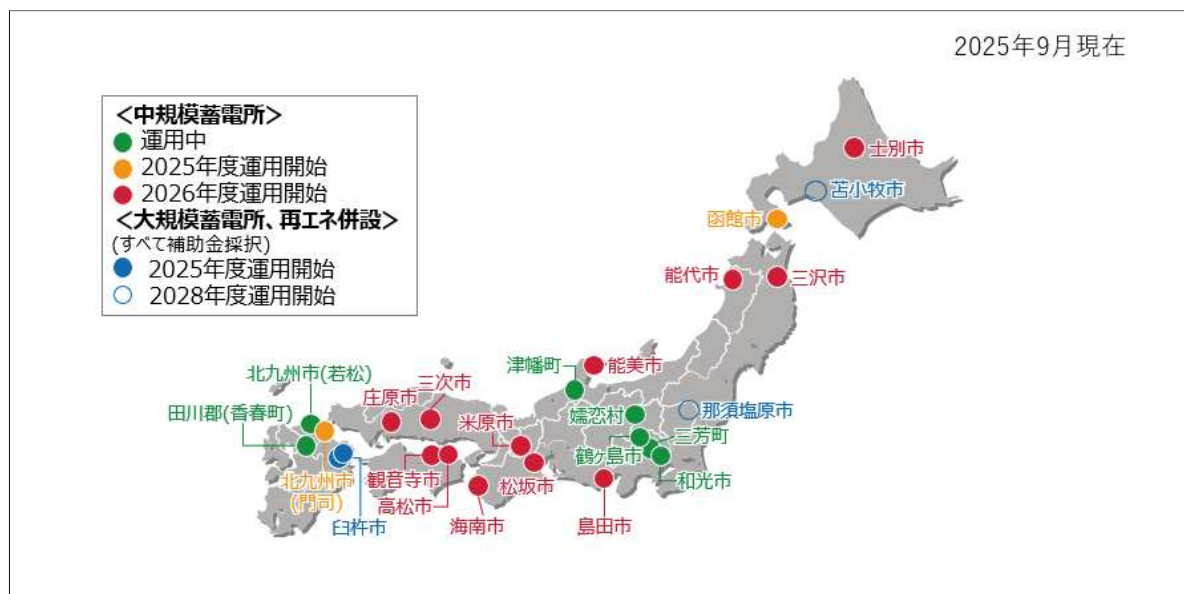 2025年9月現在
＜中規模蓄電所＞
運用中
2025年度運用開始
2026年度運用開始
＜大規模蓄電所、再エネ併設＞
(すべて補助金採択)
2025年度運用開始
2028年度運用開始
士別市
苫小牧市
函館市
能代市
三沢市
津幡町
能美市
北九州市(若松)
三次市
庄原市
田川郡(香春町)
米原市
嬬恋村
那須塩原市
三芳町
鶴ヶ島市
和光市
観音寺市
北九州市
(門司)
松坂市
高松市
臼杵市
海南市
島田市